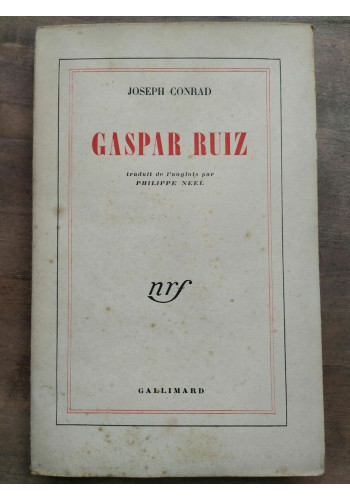 JOSEPH CONRAD
GASPAR RUIZ
traduit de l'anglais par
PHILIPPE NEEL
nrf
GALLIMARD